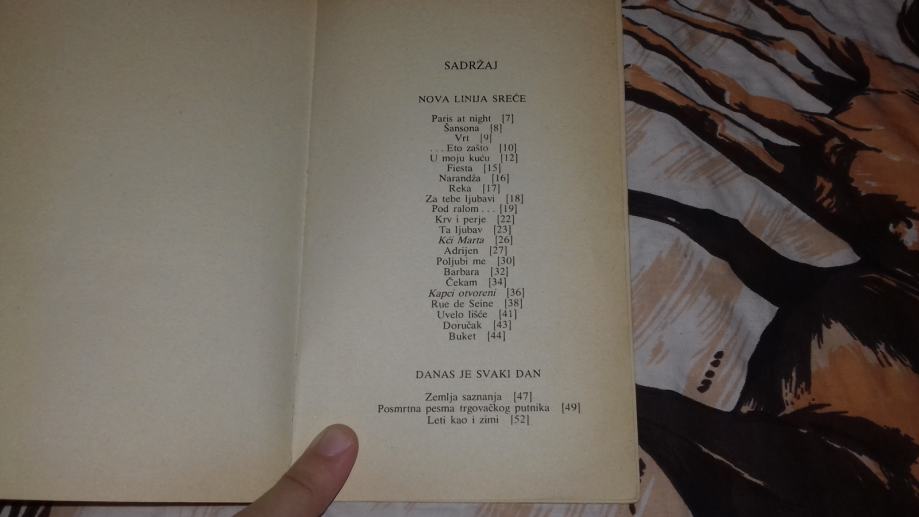 SADRŽAJ
NOVA LINIJA SREĆE
Paris at night [7]
Šansona [8]
Vrt [9]
...Eto zašto [10]
U moju kuću [12]
Fiesta [15]
Narandža [16]
Reka [17]
Za tebe ljubavi [18]
Pod ralom... [19]
Krv i perje [22]
Ta ljubav [23]
Kći Marta [26]
Adrijen [27]
Poljubi me [30]
Barbara [32]
Čekam [34]
Kapci otvoreni [36]
Rue de Seine [38]
Uvelo lišće [41]
Doručak [43]
Buket [44]
DANAS JE SVAKI DAN
Zemlja saznanja [47]
Posmrtna pesma trgovačkog putnika [49]
Leti kao i zimi [52]